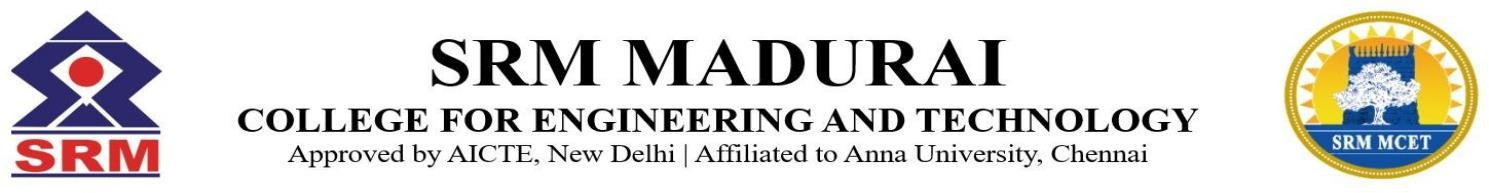 SRM
SRM MADURAI
COLLEGE FOR ENGINEERING AND TECHNOLOGY
Approved by AICTE, New Delhi | Affiliated to Anna University, Chennai
SRM MCET